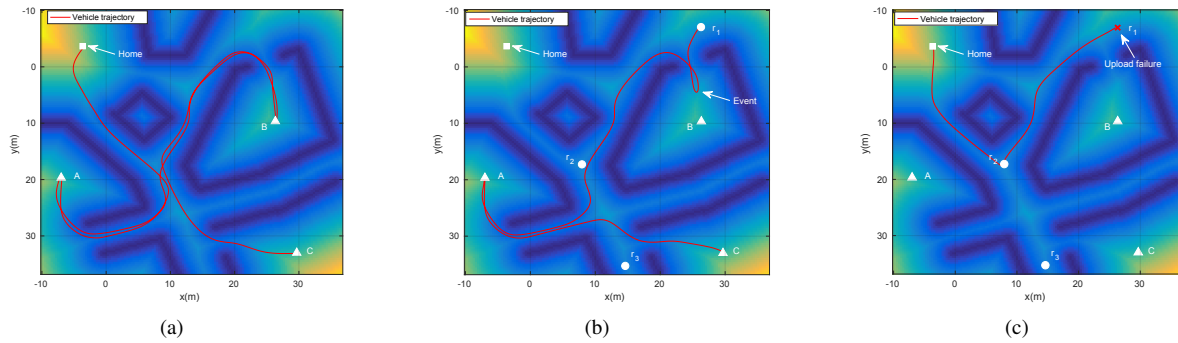 -10
0
10
20
30
y(m)
Vehicle trajectory
Home
B
A
C
-10 0 10 20 30
x(m)
(a)
-10
0
10
20
30
y(m)
Vehicle trajectory
Home
r1
Event
B
r2
A
C
r3
-10 0 10 20 30
x(m)
(b)
-10
0
10
20
30
y(m)
Vehicle trajectory
Home
r1
Upload failure
B
r2
A
C
r3
-10 0 10 20 30
x(m)
(c)